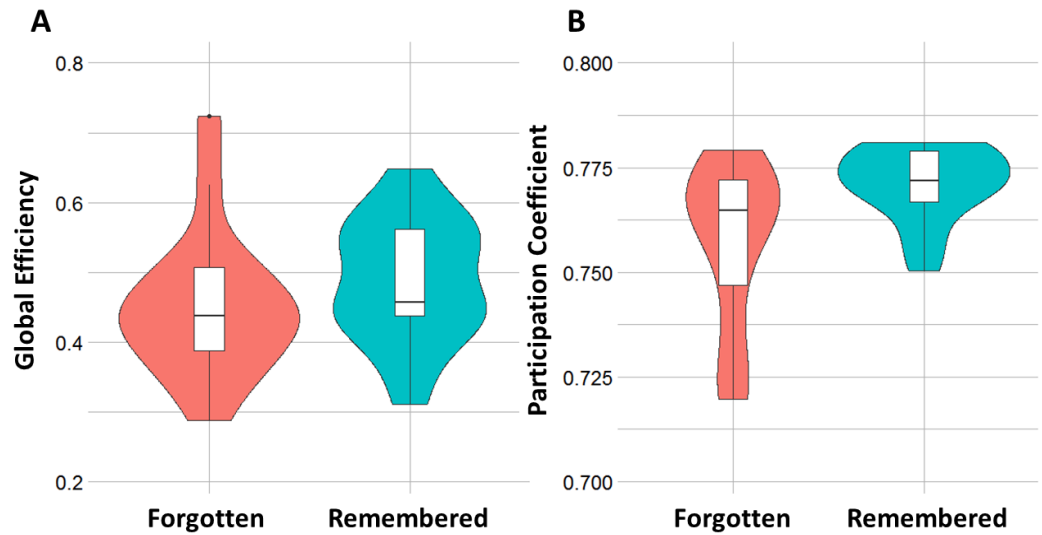 A
Global Efficiency
0.8
0.6
0.4
0.2
Forgotten Remembered
B
Participation Coefficient
0.800
0.775
0.750
0.725
0.700
Forgotten Remembered